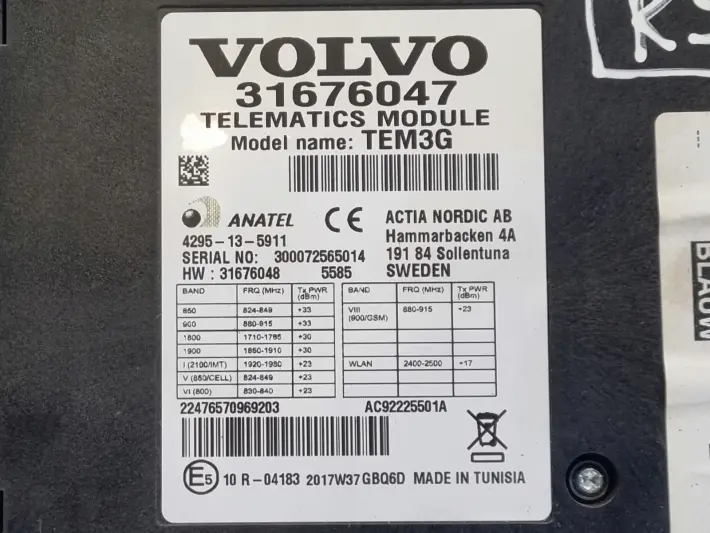 VOLVO
31676047
TELEMATICS MODULE
Model name: TEM3G
ANATEL
CE
ACTIA NORDIC AB
4295-13-5911
Hammarbacken 4A
SERIAL NO: 300072565014
191 84 Sollentuna
HW : 31676048 5585
SWEDEN
BAND FRQ (MHz) Tx PWR (dBm) BAND FRQ (MHz) Tx PWR (dBm)
850 824-849 +33 VIII (900/GSM) 880-915 +23
900 880-915 +33
1800 1710-1785 +30
1900 1850-1910 +30
I (2100/IMT) 1920-1980 +23 WLAN 2400-2500 +17
V (850/CELL) 824-849 +23
VI (800) 830-840 +23
22476570969203 AC92225501A
E5 10 R-04183 2017W37 GBQ6D MADE IN TUNISIA
BLAUW